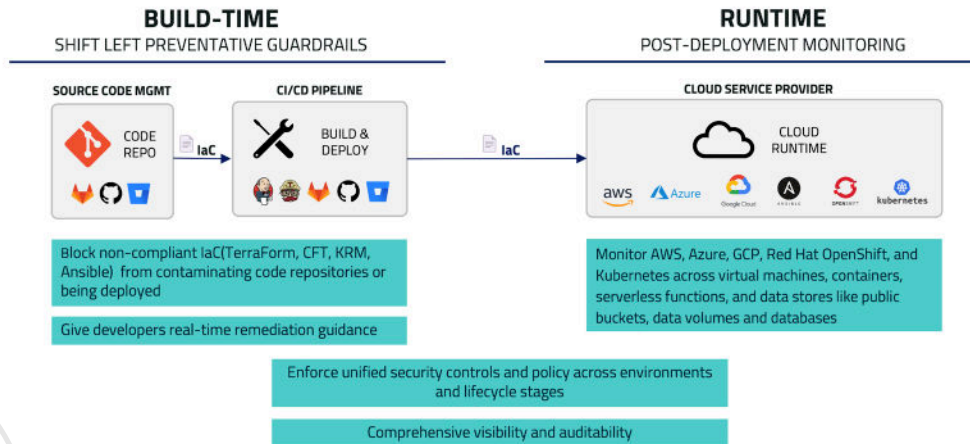 BUILD-TIME
SHIFT LEFT PREVENTATIVE GUARDRAILS
SOURCE CODE MGMT
CODE
REPO
IaC
CI/CD PIPELINE
BUILD &
DEPLOY
IaC
Block non-compliant IaC(TerraForm, CFT, KRM,
Ansible) from contaminating code repositories or
being deployed
Give developers real-time remediation guidance
RUNTIME
POST-DEPLOYMENT MONITORING
CLOUD SERVICE PROVIDER
CLOUD
RUNTIME
aws
Azure
Google Cloud
ANSIBLE
OPENSHIFT
kubernetes
Monitor AWS, Azure, GCP, Red Hat OpenShift, and
Kubernetes across virtual machines, containers,
serverless functions, and data stores like public
buckets, data volumes and databases
Enforce unified security controls and policy across environments
and lifecycle stages
Comprehensive visibility and auditability